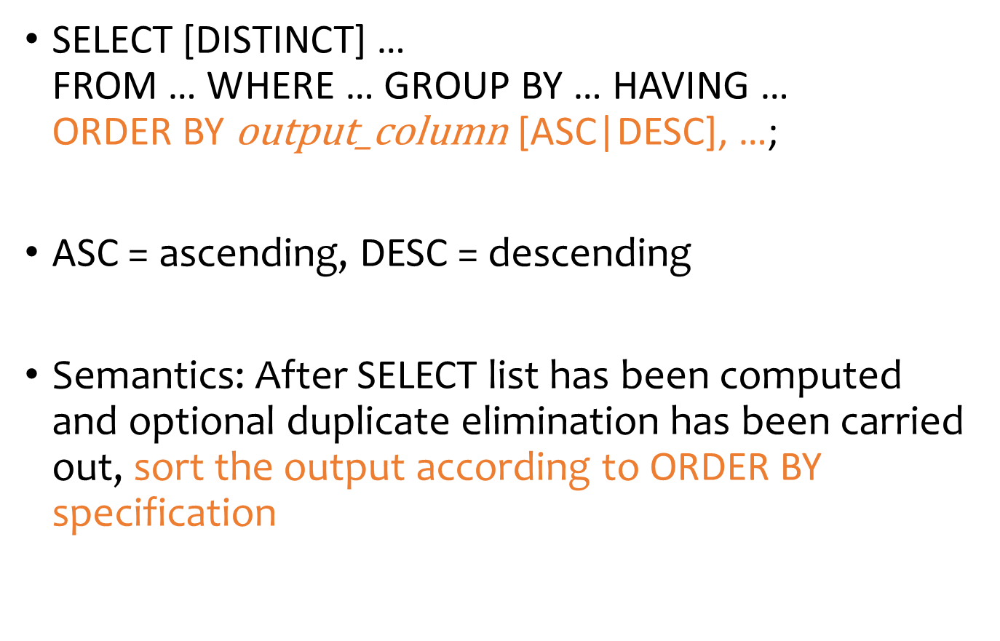 • SELECT [DISTINCT] …
FROM … WHERE … GROUP BY … HAVING …
ORDER BY output_column [ASC|DESC], …;
• ASC = ascending, DESC = descending
• Semantics: After SELECT list has been computed
and optional duplicate elimination has been carried
out, sort the output according to ORDER BY
specification